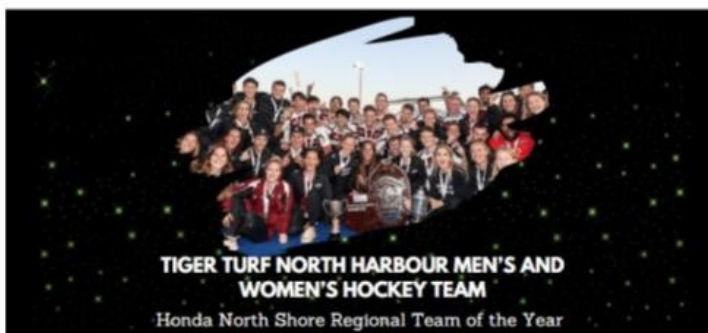 TIGER TURF NORTH HARBOUR MEN'S AND
WOMEN'S HOCKEY TEAM
Honda North Shore Regional Team of the Year